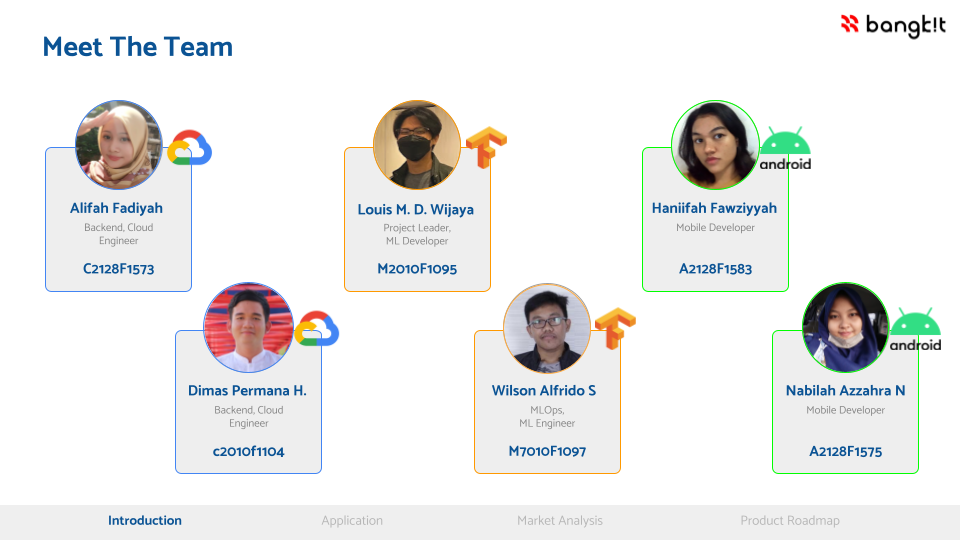 Meet The Team
bangk!t
Alifah Fadiyah
Backend, Cloud
Engineer
C2128F1573
Louis M. D. Wijaya
Project Leader,
ML Developer
M2010F1095
android
Haniifah Fawziyyah
Mobile Developer
A2128F1583
Dimas Permana H.
Backend, Cloud
Engineer
c2010f1104
Wilson Alfrido S
MLOps,
ML Engineer
M7010F1097
android
Nabilah Azzahra N
Mobile Developer
A2128F1575
Introduction
Application
Market Analysis
Product Roadmap